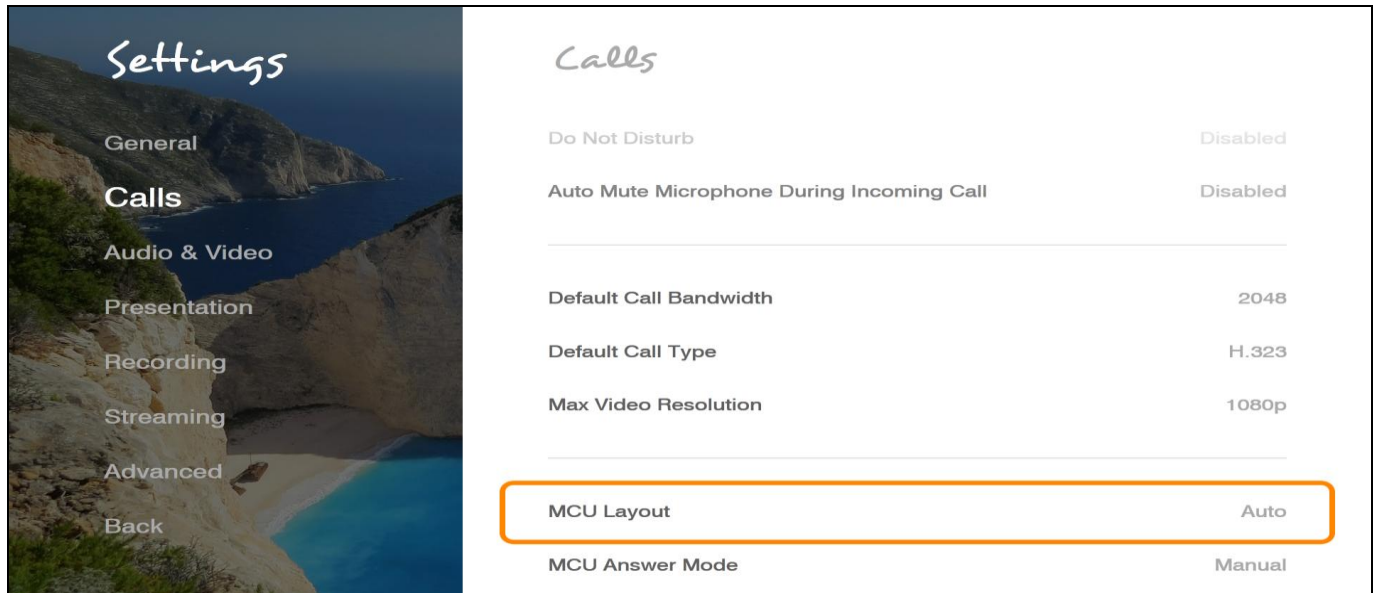 Settings
General
Calls
Audio & Video
Presentation
Recording
Streaming
Advanced
Back
Calls
Do Not Disturb Disabled
Auto Mute Microphone During Incoming Call Disabled
Default Call Bandwidth 2048
Default Call Type H.323
Max Video Resolution 1080p
MCU Layout Auto
MCU Answer Mode Manual